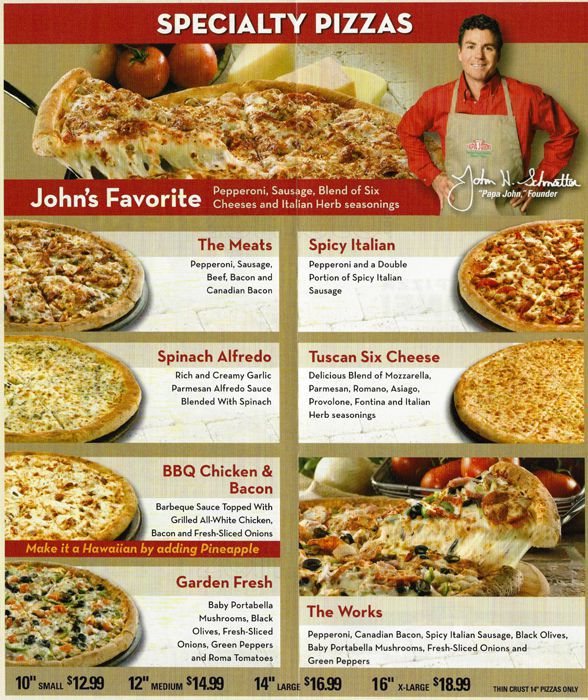 SPECIALTY PIZZAS
PAPA JOHN'S
John H. Schnatter
"Papa John," Founder
John's Favorite
Pepperoni, Sausage, Blend of Six
Cheeses and Italian Herb seasonings
The Meats
Pepperoni, Sausage,
Beef, Bacon and
Canadian Bacon
Spicy Italian
Pepperoni and a Double
Portion of Spicy Italian
Sausage
Spinach Alfredo
Rich and Creamy Garlic
Parmesan Alfredo Sauce
Blended With Spinach
Tuscan Six Cheese
Delicious Blend of Mozzarella,
Parmesan, Romano, Asiago,
Provolone, Fontina and Italian
Herb seasonings
BBQ Chicken &
Bacon
Barbeque Sauce Topped With
Grilled All-White Chicken,
Bacon and Fresh-Sliced Onions
Make it a Hawaiian by adding Pineapple
Garden Fresh
Baby Portabella
Mushrooms, Black
Olives, Fresh-Sliced
Onions, Green Peppers
and Roma Tomatoes
The Works
Pepperoni, Canadian Bacon, Spicy Italian Sausage, Black Olives,
Baby Portabella Mushrooms, Fresh-Sliced Onions and
Green Peppers
10" SMALL $12.99 12" MEDIUM $14.99 14" LARGE $16.99 16" X-LARGE $18.99 THIN CRUST 14" PIZZAS ONLY